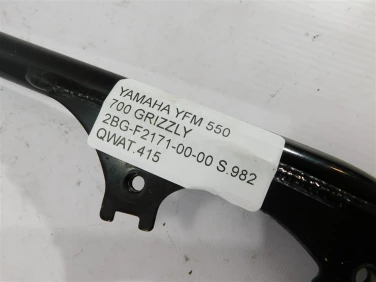 YAMAHA YFM 550
700 GRIZZLY
2BG-F2171-00-00 S.982
QWAT.415